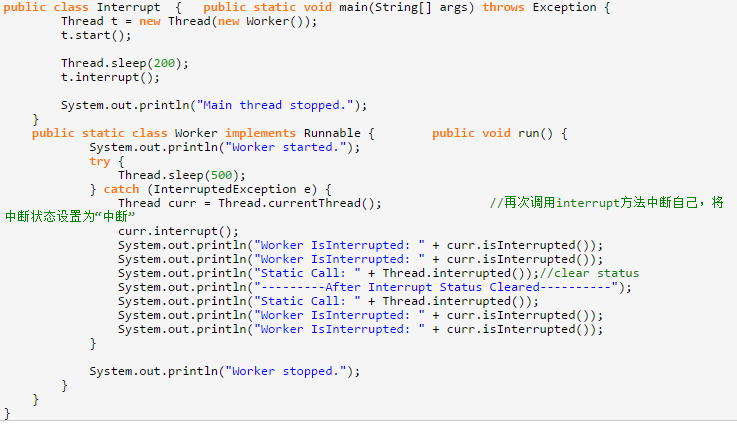 public class Interrupt  {   public static void main(String[] args) throws Exception {
        Thread t = new Thread(new Worker());
        t.start();

        Thread.sleep(200);
        t.interrupt();

        System.out.println("Main thread stopped.");
    }
    public static class Worker implements Runnable {        public void run() {
            System.out.println("Worker started.");
            try {
                Thread.sleep(500);
            } catch (InterruptedException e) {
                Thread curr = Thread.currentThread();               //再次调用interrupt方法中断自己，将
中断状态设置为“中断”
                curr.interrupt();
                System.out.println("Worker IsInterrupted: " + curr.isInterrupted());
                System.out.println("Worker IsInterrupted: " + curr.isInterrupted());
                System.out.println("Static Call: " + Thread.interrupted());//clear status
                System.out.println("---------After Interrupt Status Cleared----------");
                System.out.println("Static Call: " + Thread.interrupted());
                System.out.println("Worker IsInterrupted: " + curr.isInterrupted());
                System.out.println("Worker IsInterrupted: " + curr.isInterrupted());
            }

            System.out.println("Worker stopped.");
        }
    }
}